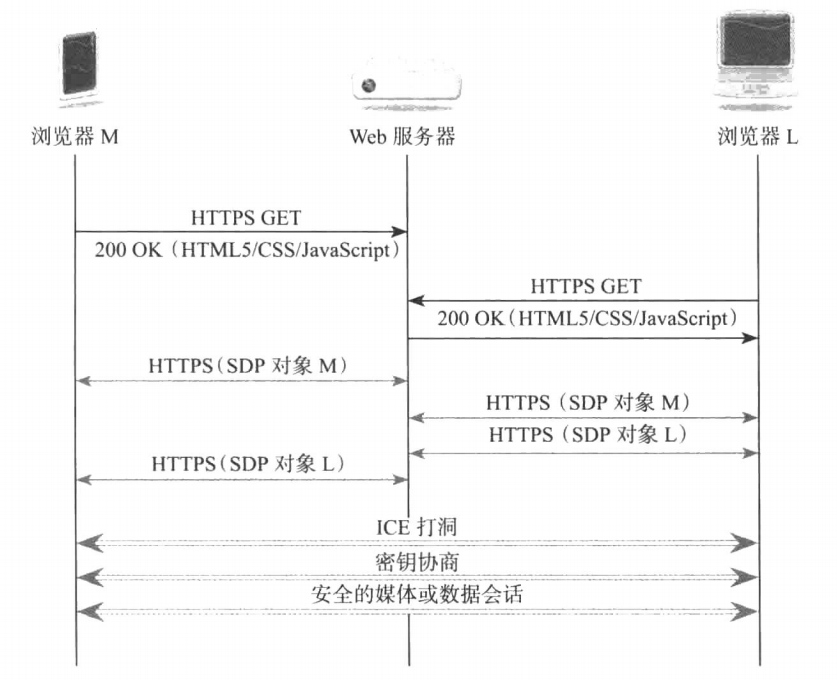 浏览器 M
Web 服务器
浏览器 L
HTTPS GET
200 OK（HTML5/CSS/JavaScript）
HTTPS GET
200 OK（HTML5/CSS/JavaScript）
HTTPS（SDP 对象 M）
HTTPS（SDP 对象 M）
HTTPS（SDP 对象 L）
HTTPS（SDP 对象 L）
ICE 打洞
密钥协商
安全的媒体或数据会话